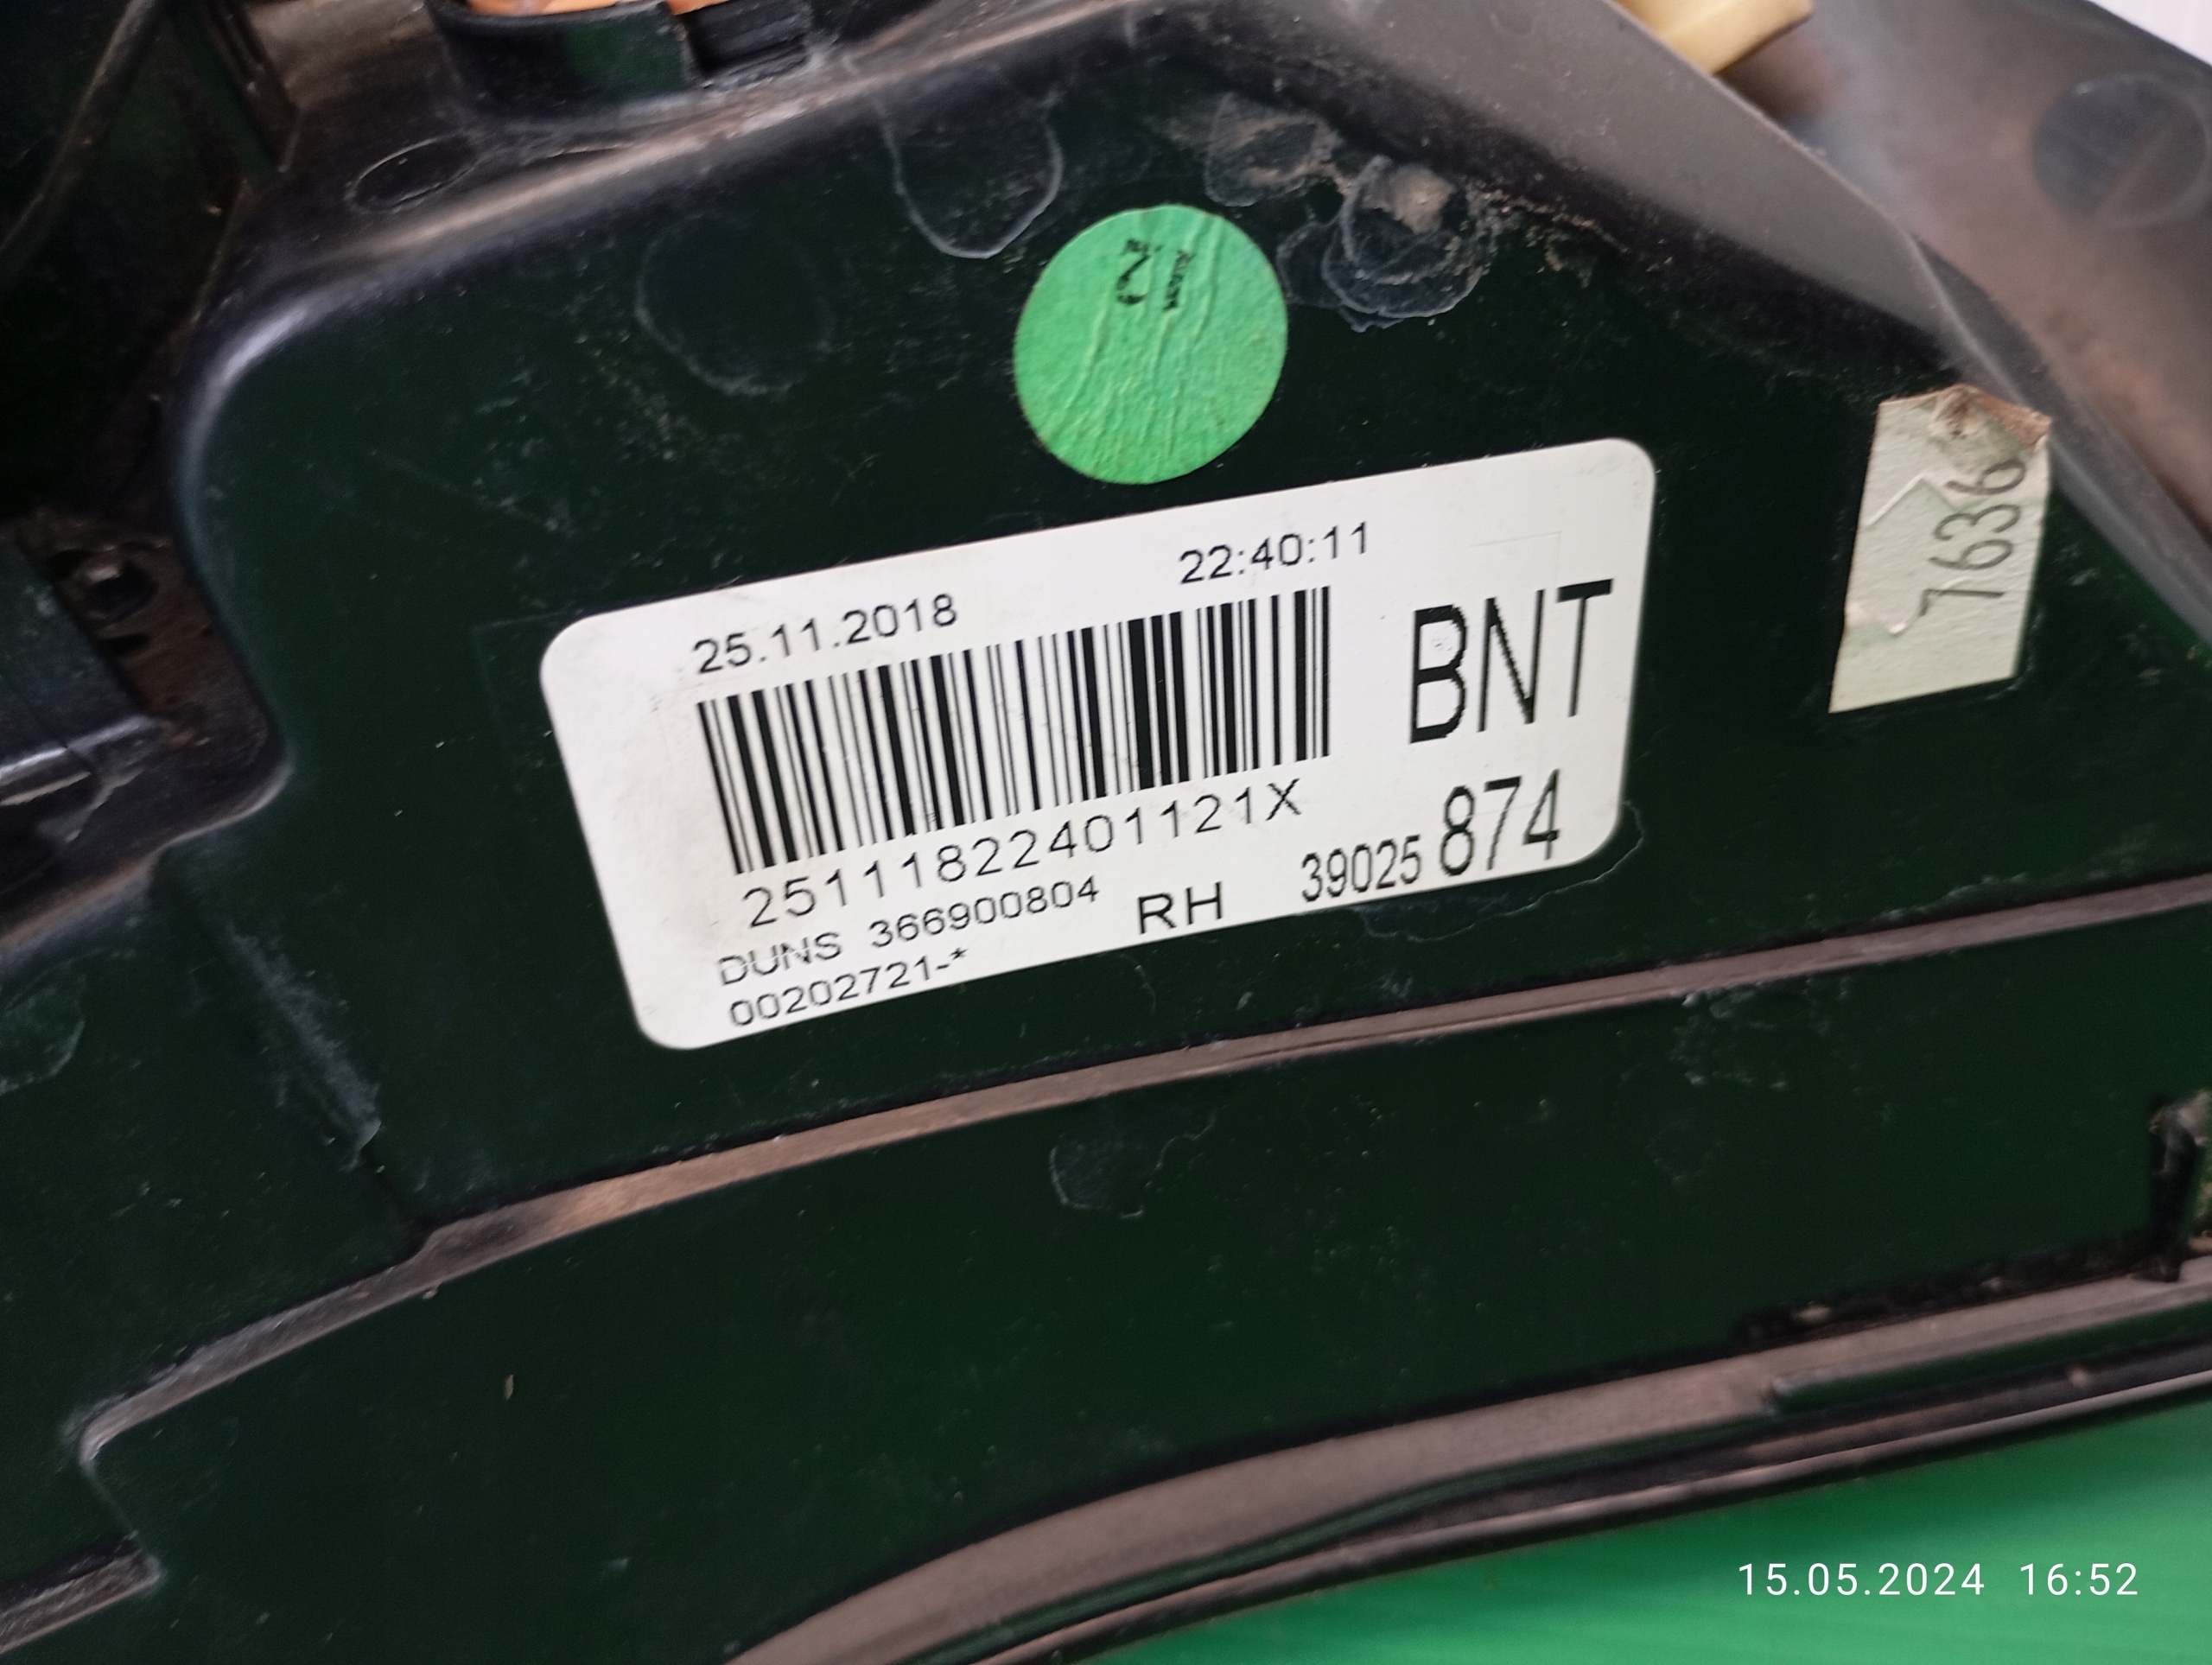 25.11.2018 22:40:11
BNT
25111822401121X
DUNS 366900804 RH 39025 874
00202721-*
7636
15.05.2024 16:52